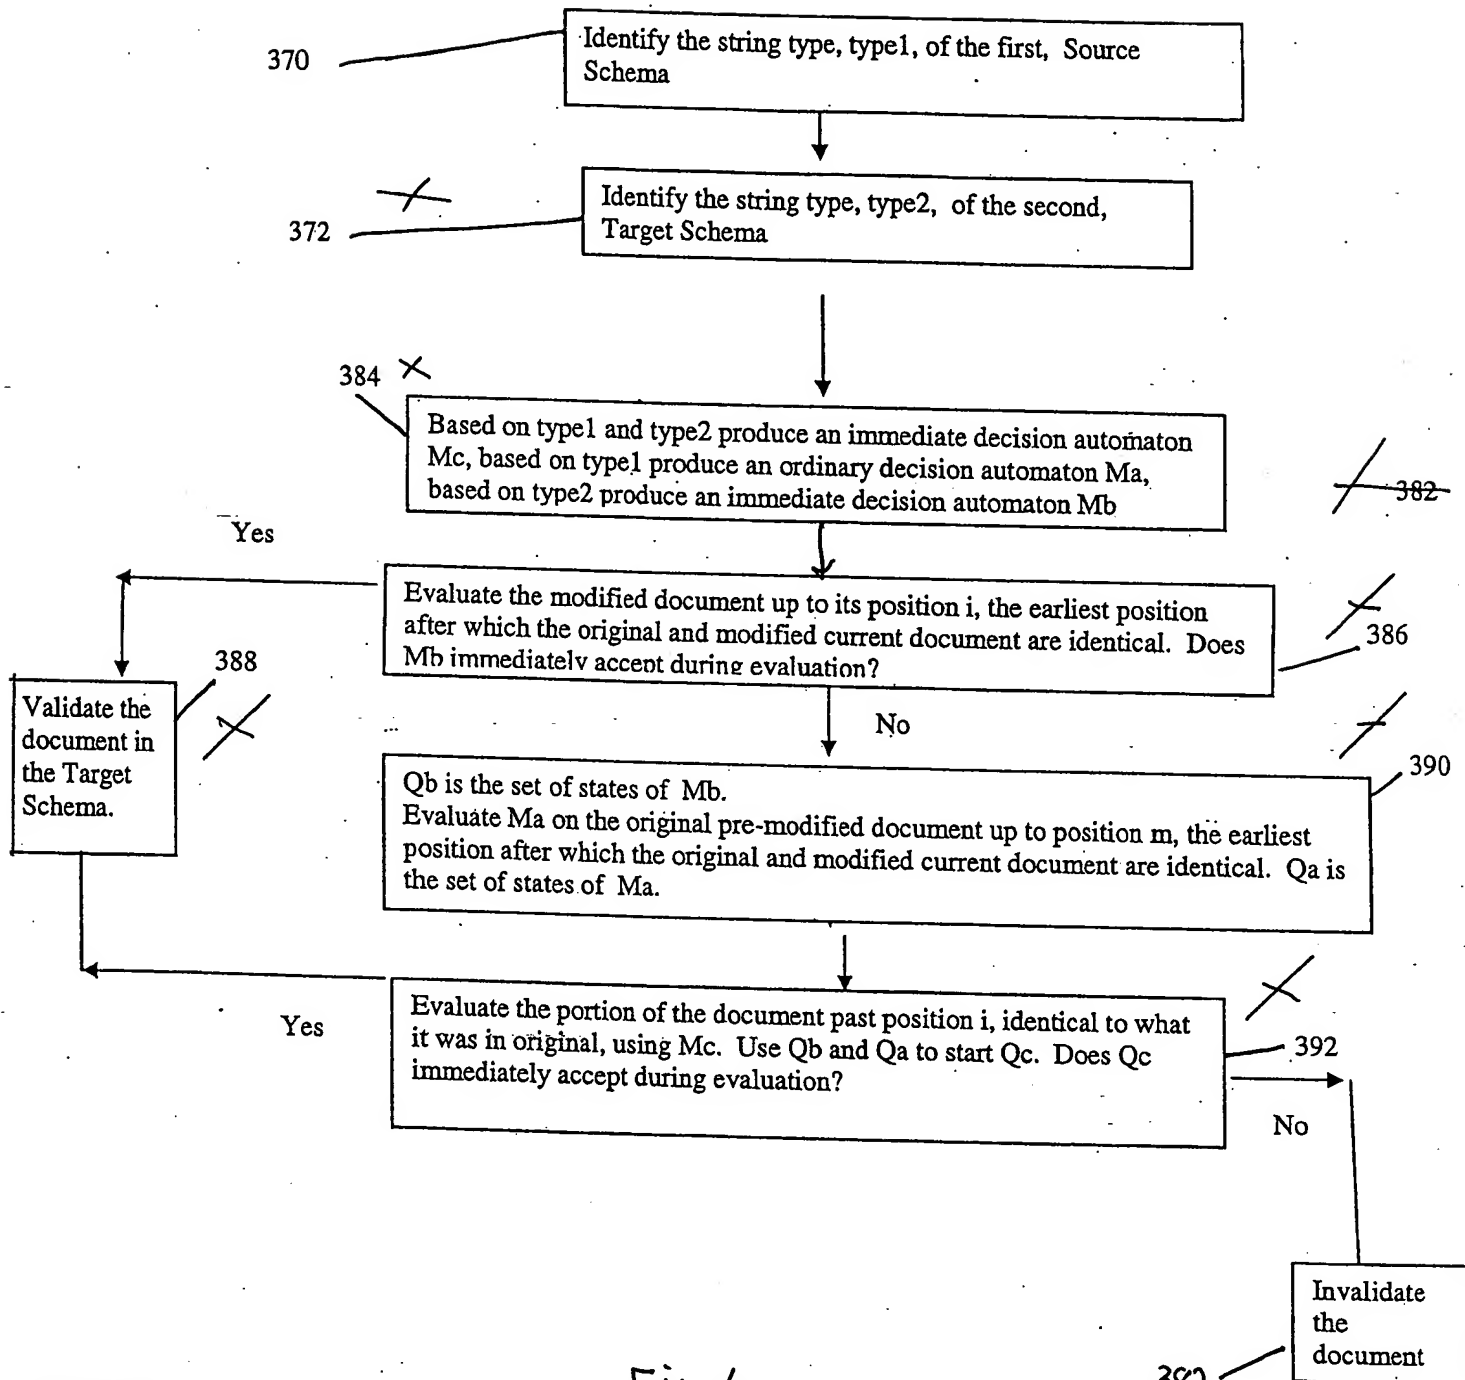 370
Identify the string type, type1, of the first, Source
Schema
372
Identify the string type, type2, of the second,
Target Schema
384
Based on type1 and type2 produce an immediate decision automaton
Mc, based on type1 produce an ordinary decision automaton Ma,
based on type2 produce an immediate decision automaton Mb
382
Yes
Evaluate the modified document up to its position i, the earliest position
after which the original and modified current document are identical. Does
Mb immediately accept during evaluation?
386
388
Validate the
document in
the Target
Schema.
No
390
Qb is the set of states of Mb.
Evaluate Ma on the original pre-modified document up to position m, the earliest
position after which the original and modified current document are identical. Qa is
the set of states of Ma.
Yes
Evaluate the portion of the document past position i, identical to what
it was in original, using Mc. Use Qb and Qa to start Qc. Does Qc
immediately accept during evaluation?
392
No
Invalidate
the
document